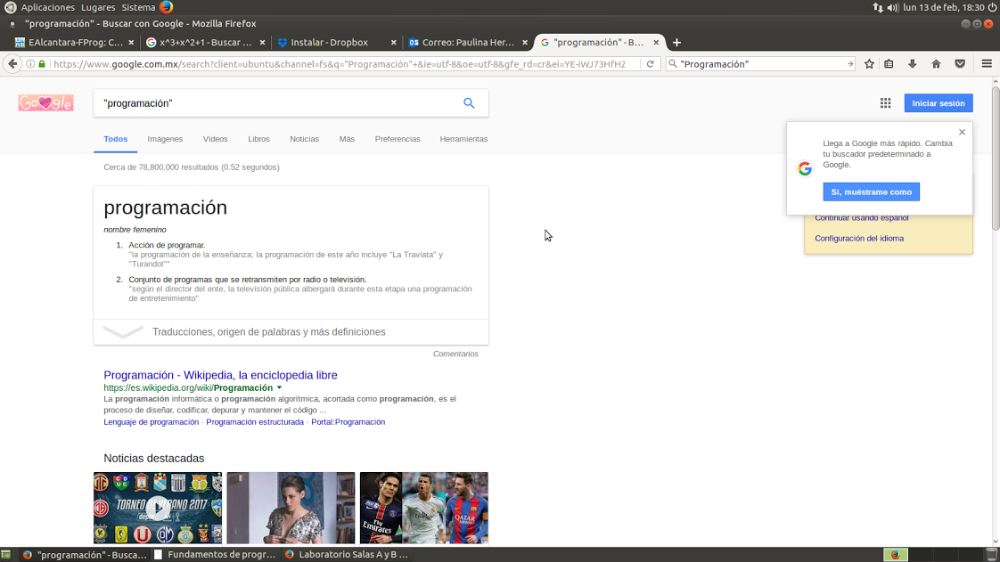 Aplicaciones Lugares Sistema
lun 13 de feb, 18:30
"programación" - Buscar con Google - Mozilla Firefox
EAlcantara-FProg: C...
x^3+x^2+1 - Buscar ...
Instalar - Dropbox
Correo: Paulina Her...
"programación" - B...
https://www.google.com.mx/search?client=ubuntu&channel=fs&q="Programación"+&ie=utf-8&oe=utf-8&gfe_rd=cr&ei=YE-iWJ73HfHZ
"Programación"
Google
"programación"
Iniciar sesión
Todos Imágenes Videos Libros Noticias Más Preferencias Herramientas
Llega a Google más rápido. Cambia
tu buscador predeterminado a
Google.
Si, muéstrame como
Continuar usando español
Configuración del idioma
Cerca de 78,800,000 resultados (0.52 segundos)
programación
nombre femenino
1. Acción de programar.
"la programación de la enseñanza; la programación de este año incluye "La Traviata" y
"Turandot""
2. Conjunto de programas que se retransmiten por radio o televisión.
"según el director del ente, la televisión pública albergará durante esta etapa una programación
de entretenimiento"
Traducciones, origen de palabras y más definiciones
Comentarios
Programación - Wikipedia, la enciclopedia libre
https://es.wikipedia.org/wiki/Programación
La programación informática o programación algorítmica, acortada como programación, es el
proceso de diseñar, codificar, depurar y mantener el código ...
Lenguaje de programación - Programación estructurada - Portal:Programación
Noticias destacadas
TORNEO DE VERANO 2017
depor
Fly
Emirates
Fly
Emirates
QATAR
AIRWAYS
"programación" - Busca...
Fundamentos de progr...
Laboratorio Salas A y B ...